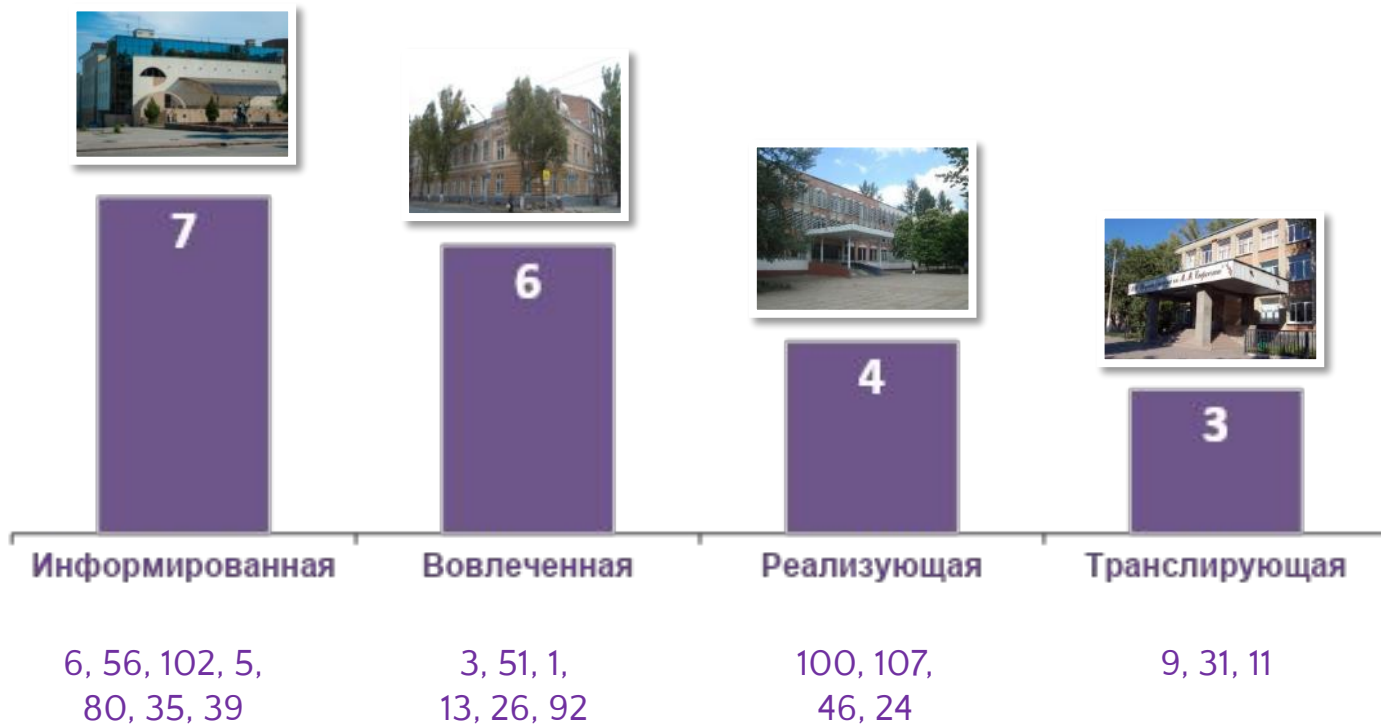 7
6
4
3
Информированная
Вовлеченная
Реализующая
Транслирующая
6, 56, 102, 5,
80, 35, 39
3, 51, 1,
13, 26, 92
100, 107,
46, 24
9, 31, 11